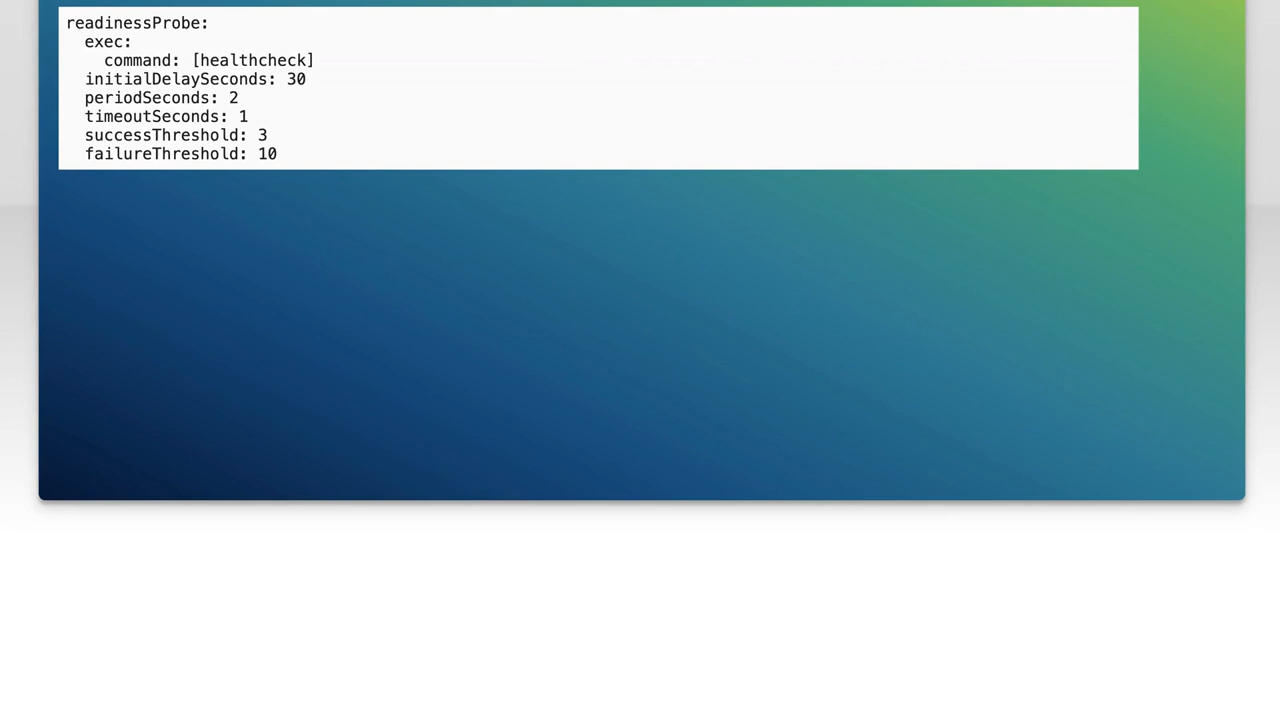 readinessProbe:
  exec:
    command: [healthcheck]
  initialDelaySeconds: 30
  periodSeconds: 2
  timeoutSeconds: 1
  successThreshold: 3
  failureThreshold: 10